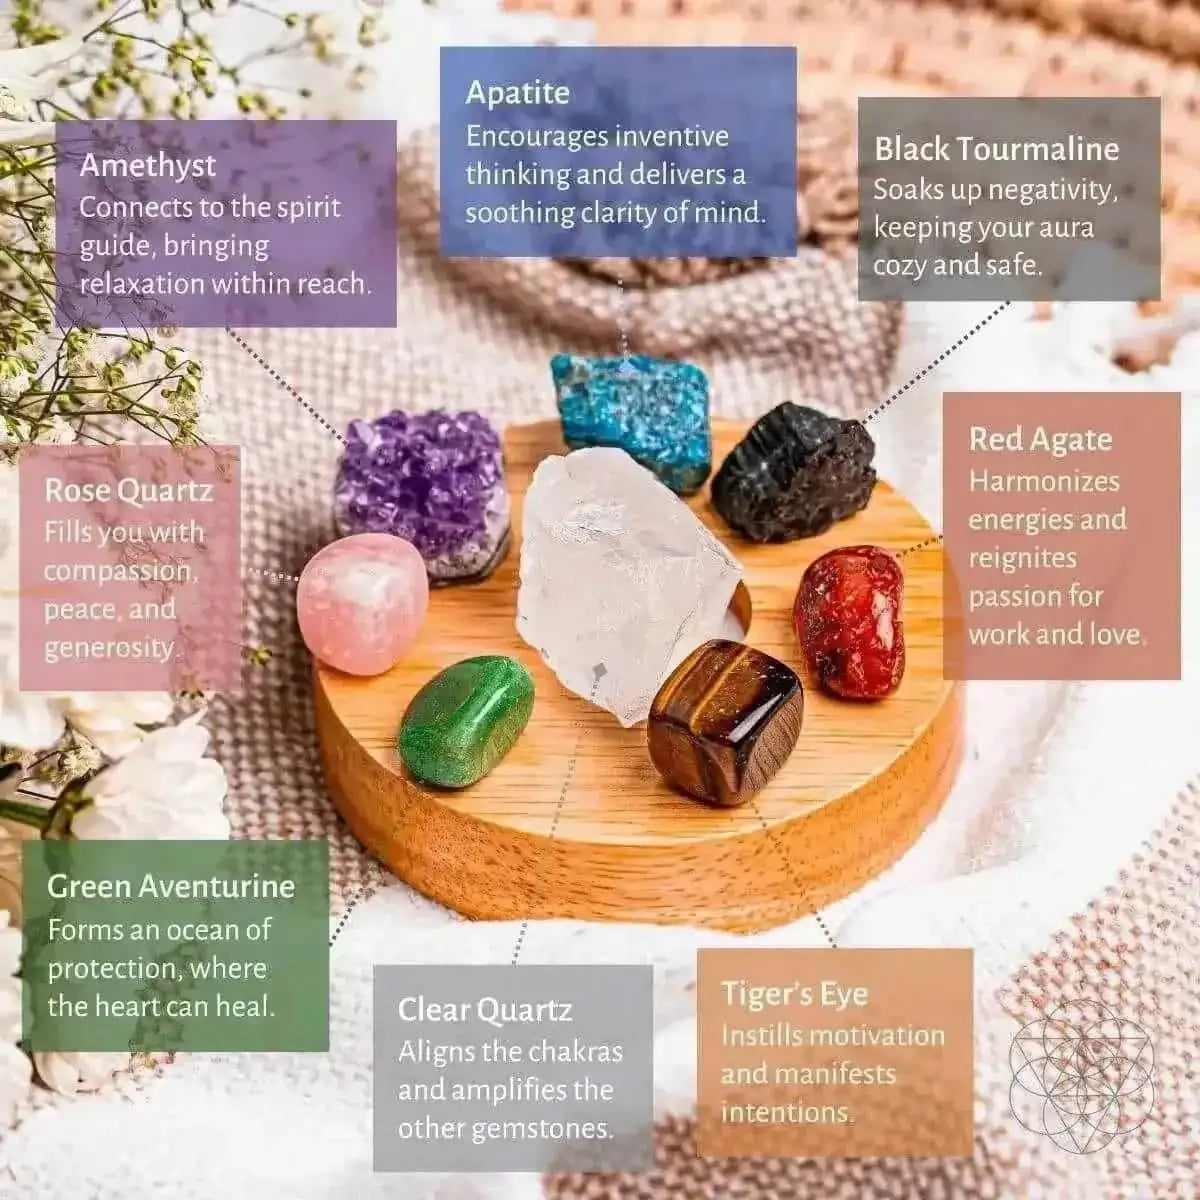 Apatite
Encourages inventive
thinking and delivers a
soothing clarity of mind.
Amethyst
Connects to the spirit
guide, bringing
relaxation within reach.
Black Tourmaline
Soaks up negativity,
keeping your aura
cozy and safe.
Red Agate
Harmonizes
energies and
reignites
passion for
work and love.
Rose Quartz
Fills you with
compassion,
peace, and
generosity.
Green Aventurine
Forms an ocean of
protection, where
the heart can heal.
Clear Quartz
Aligns the chakras
and amplifies the
other gemstones.
Tiger's Eye
Instills motivation
and manifests
intentions.